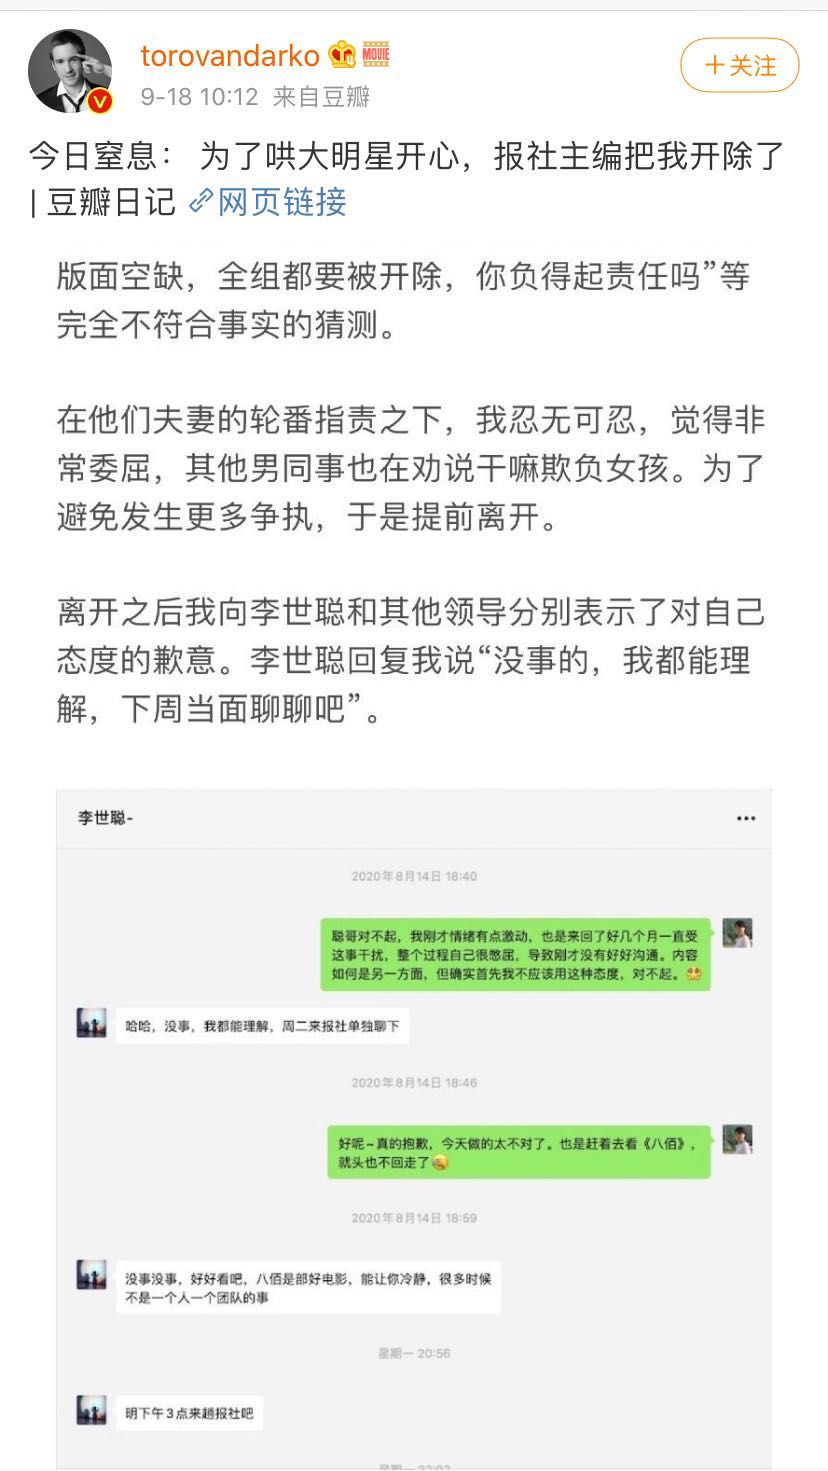 torovandarko MOVIE
+关注
9-18 10:12 来自豆瓣
今日窒息： 为了哄大明星开心，报社主编把我开除了
| 豆瓣日记 网页链接
版面空缺，全组都要被开除，你负得起责任吗”等
完全不符合事实的猜测。
在他们夫妻的轮番指责之下，我忍无可忍，觉得非
常委屈，其他男同事也在劝说干嘛欺负女孩。为了
避免发生更多争执，于是提前离开。
离开之后我向李世聪和其他领导分别表示了对自己
态度的歉意。李世聪回复我说“没事的，我都能理
解，下周当面聊聊吧”。
李世聪-
2020年8月14日 18:40
聪哥对不起，我刚才情绪有点激动，也是来回了好几个月一直受
这事干扰，整个过程自己很憋屈，导致刚才没有好好沟通。内容
如何是另一方面，但确实首先我不应该用这种态度，对不起。
哈哈，没事，我都能理解，周二来报社单独聊下
2020年8月14日 18:46
好呢~真的抱歉，今天做的太不对了。也是赶着去看《八佰》，
就头也不回走了
2020年8月14日 18:59
没事没事，好好看吧，八佰是部好电影，能让你冷静，很多时候
不是一个人一个团队的事
星期一 20:56
明下午3点来趟报社吧